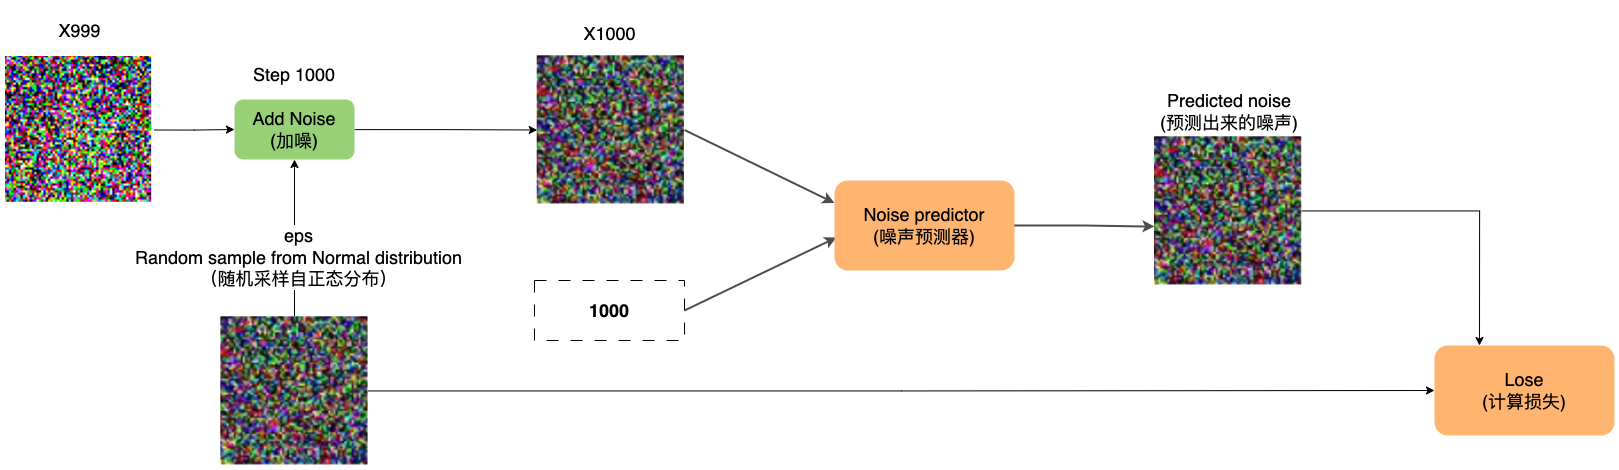 X999
Step 1000
Add Noise
(加噪)
eps
Random sample from Normal distribution
（随机采样自正态分布）
X1000
1000
Noise predictor
(噪声预测器)
Predicted noise
(预测出来的噪声)
Lose
(计算损失)